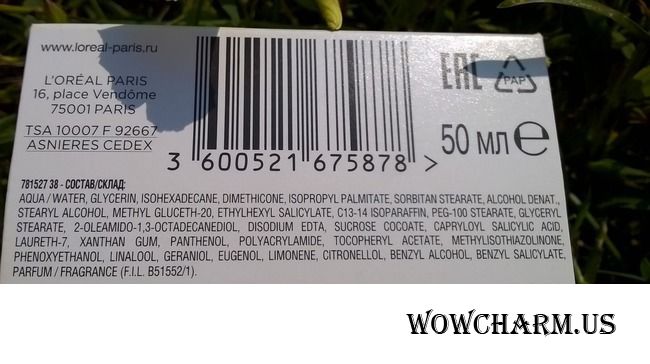 www.loreal-paris.ru
L'ORÉAL PARIS
16, place Vendôme
75001 PARIS
TSA 10007 F 92667
ASNIERES CEDEX
3 600521 675878 >
EAC
PAP
50 МЛ e
781527 38 - СОСТАВ/СКЛАД:
AQUA / WATER, GLYCERIN, ISOHEXADECANE, DIMETHICONE, ISOPROPYL PALMITATE, SORBITAN STEARATE, ALCOHOL DENAT.,
STEARYL ALCOHOL, METHYL GLUCETH-20, ETHYLHEXYL SALICYLATE, C13-14 ISOPARAFFIN, PEG-100 STEARATE, GLYCERYL
STEARATE, 2-OLEAMIDO-1,3-OCTADECANEDIOL, DISODIUM EDTA, SUCROSE COCOATE, CAPRYLOYL SALICYLIC ACID,
LAURETH-7, XANTHAN GUM, PANTHENOL, POLYACRYLAMIDE, TOCOPHERYL ACETATE, METHYLISOTHIAZOLINONE,
PHENOXYETHANOL, LINALOOL, GERANIOL, EUGENOL, LIMONENE, CITRONELLOL, BENZYL ALCOHOL, BENZYL SALICYLATE,
PARFUM / FRAGRANCE (F.I.L. B51552/1).
WOWCHARM.US